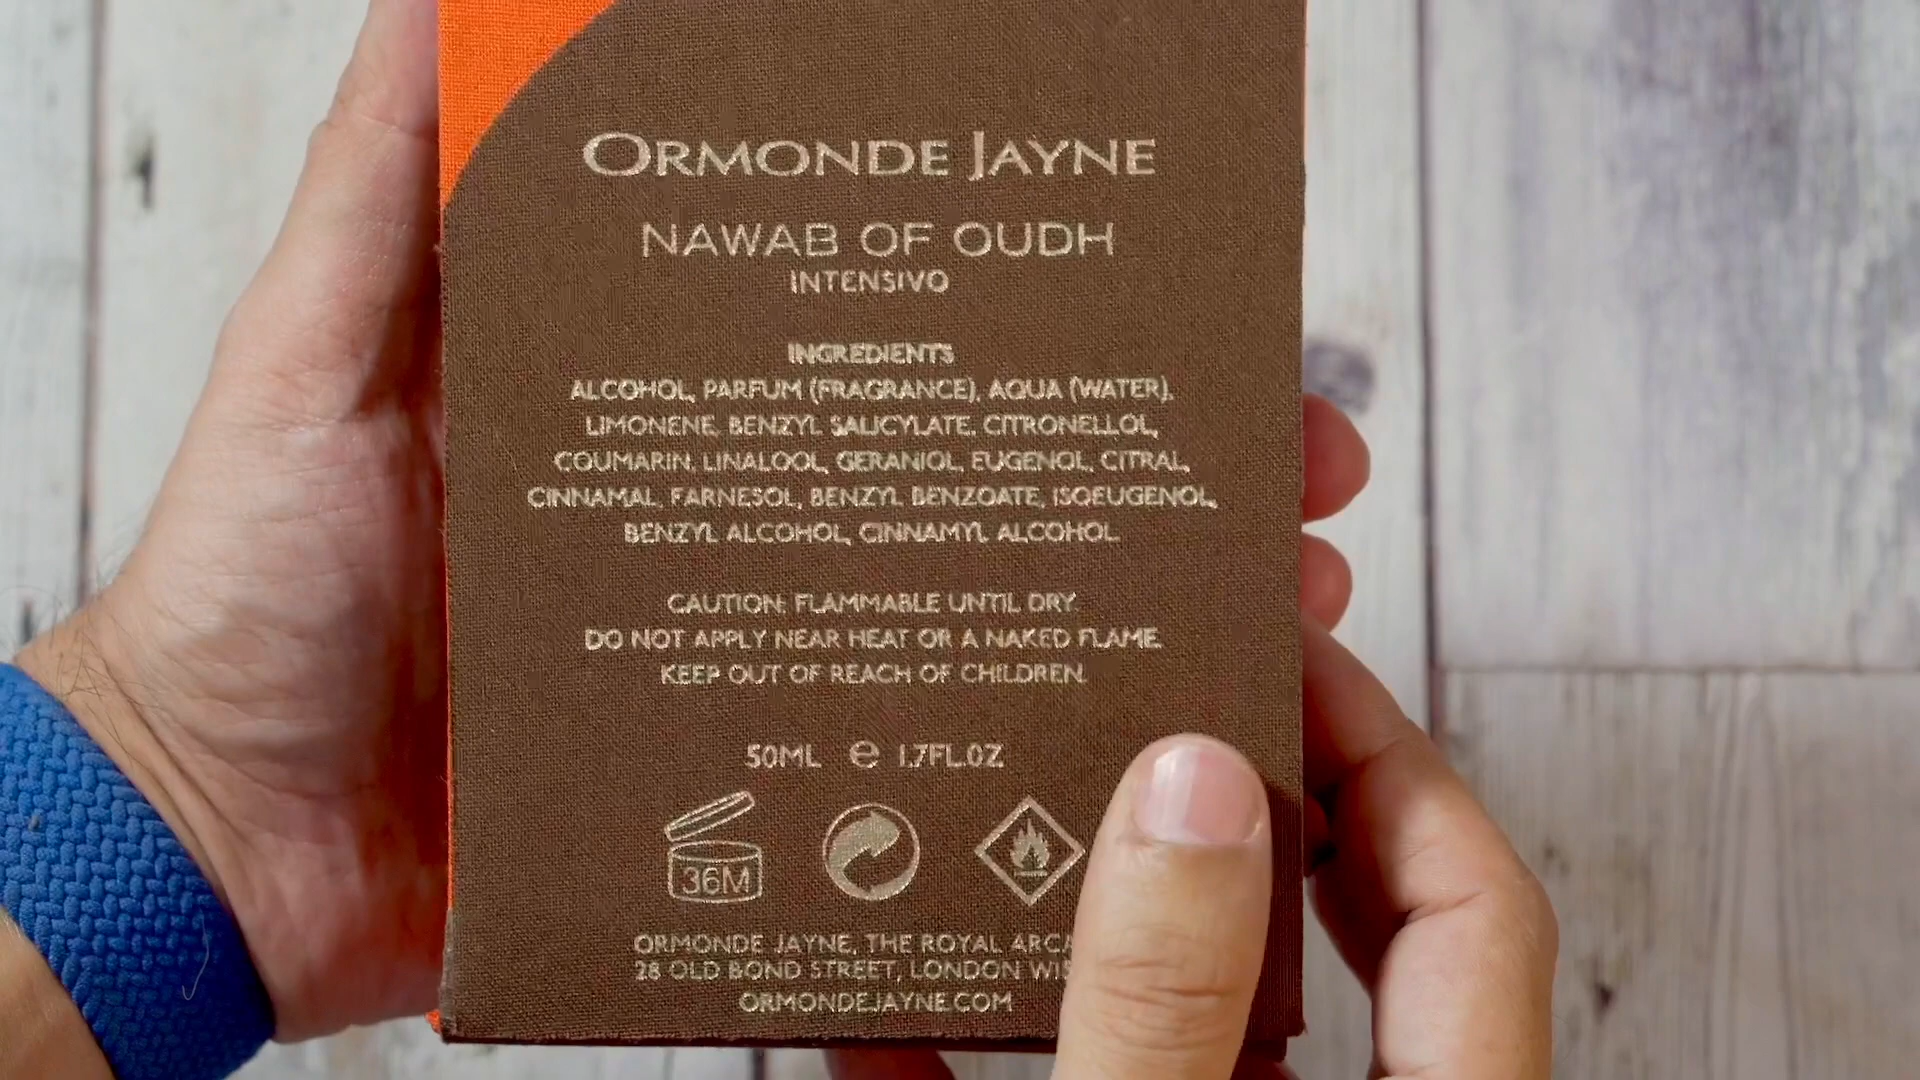 ORMONDE JAYNE
NAWAB OF OUDH
INTENSIVO
INGREDIENTS
ALCOHOL, PARFUM (FRAGRANCE), AQUA (WATER),
LIMONENE, BENZYL SALICYLATE, CITRONELLOL,
COUMARIN, LINALOOL, GERANIOL, EUGENOL, CITRAL,
CINNAMAL, FARNESOL, BENZYL BENZOATE, ISOEUGENOL,
BENZYL ALCOHOL, CINNAMYL ALCOHOL.
CAUTION: FLAMMABLE UNTIL DRY.
DO NOT APPLY NEAR HEAT OR A NAKED FLAME.
KEEP OUT OF REACH OF CHILDREN.
50ML e 1.7FL.OZ
36M
ORMONDE JAYNE, THE ROYAL
28 OLD BOND STREET, LONDON
ORMONDEJAYNE.COM